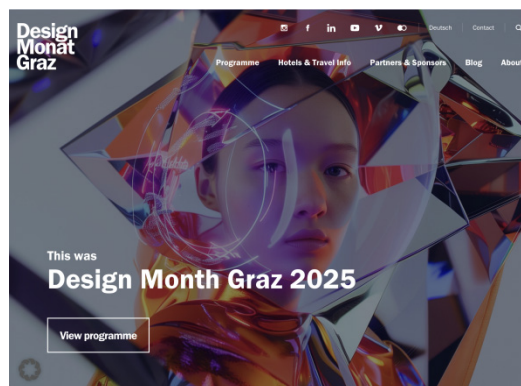 Design
Monat
Graz
Deutsch
Contact
Programme
Hotels & Travel Info
Partners & Sponsors
Blog
About
This was
Design Month Graz 2025
View programme